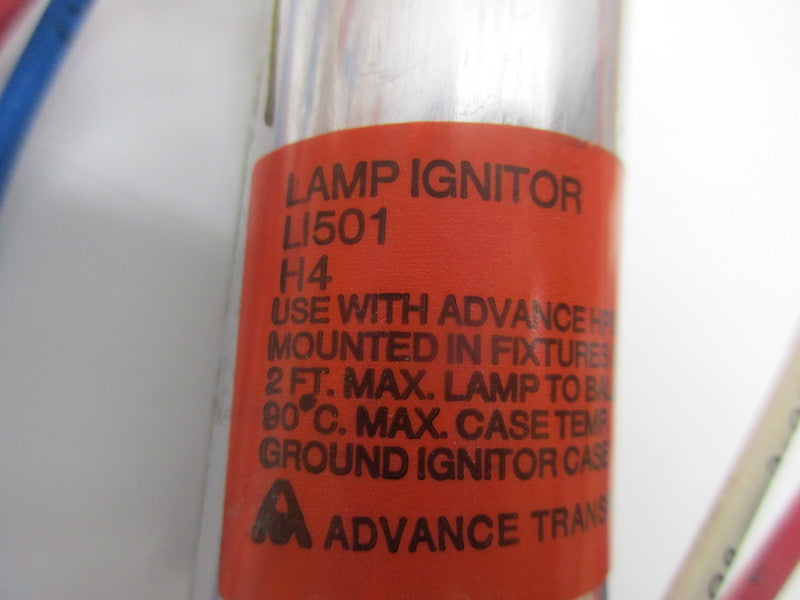 LAMP IGNITOR
LI501
H4
USE WITH ADVANCE
MOUNTED IN FIXTURES
2 FT. MAX. LAMP TO
90°C. MAX. CASE TEMP
GROUND IGNITOR CASE
ADVANCE